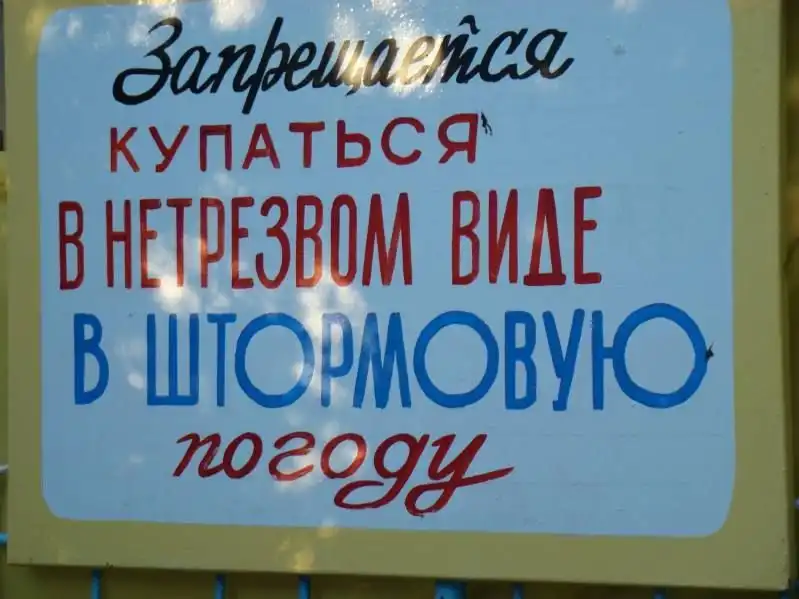 Запрещается
КУПАТЬСЯ
В НЕТРЕЗВОМ ВИДЕ
В ШТОРМОВУЮ
погоду